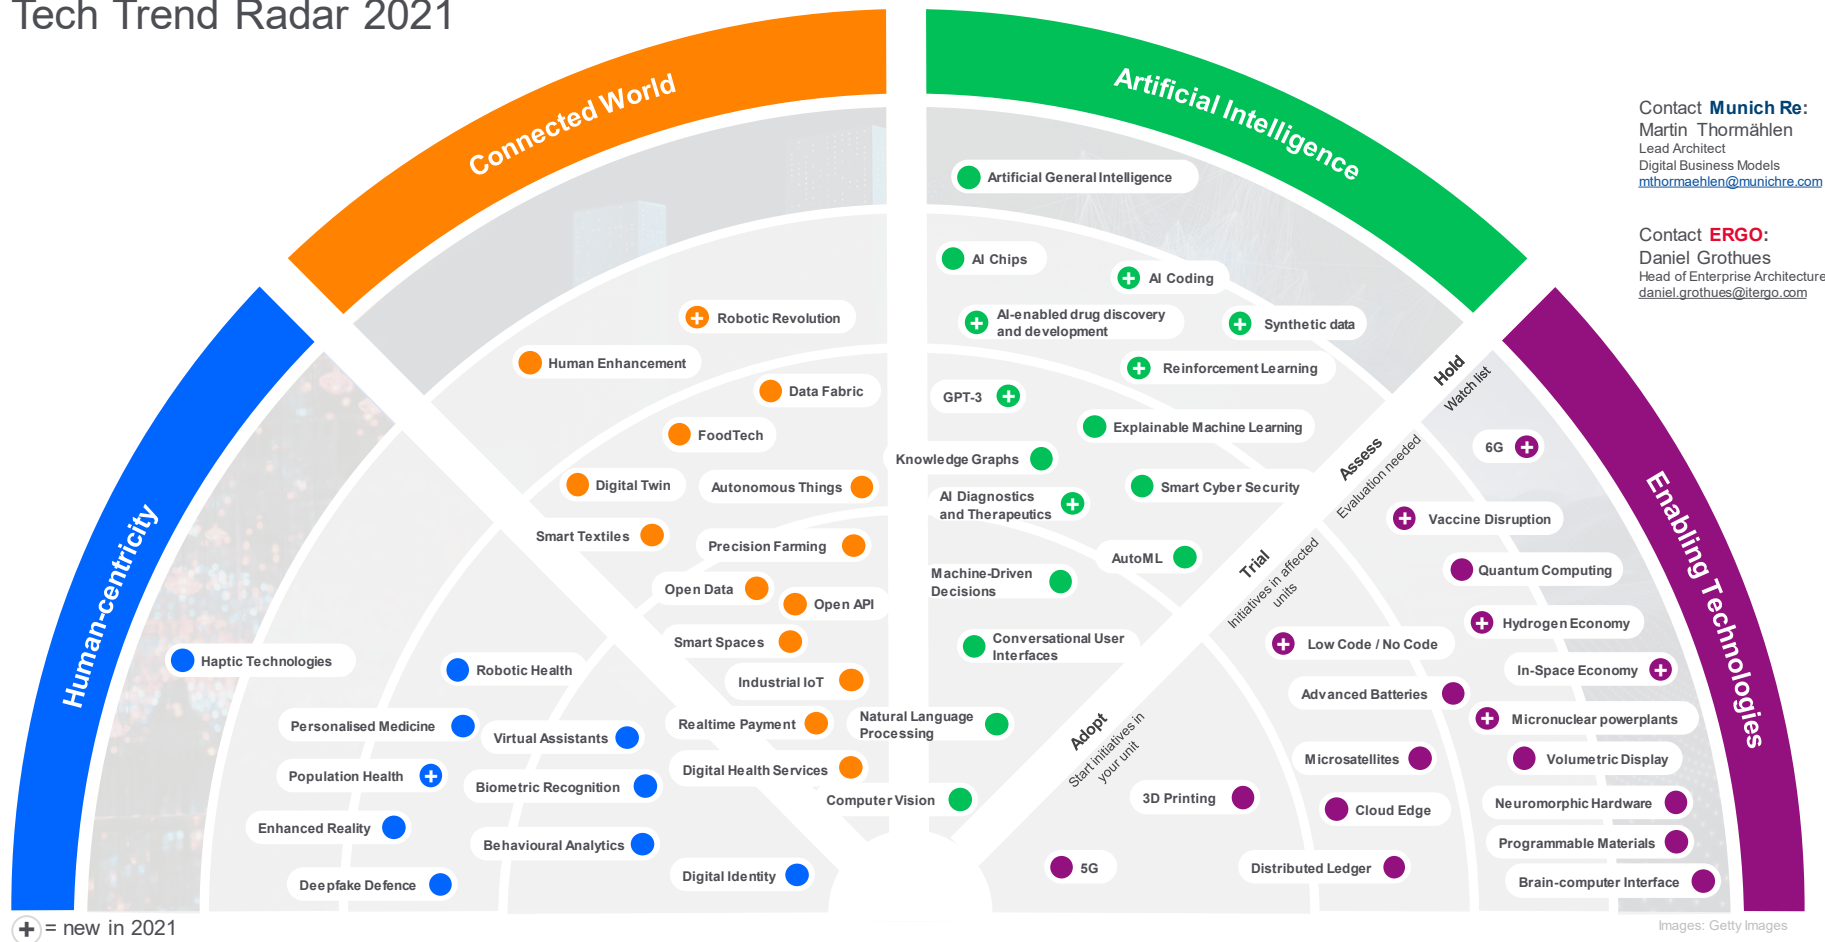 Tech Trend Radar 2021
Connected World
Artificial Intelligence
Human-centricity
Enabling Technologies
Contact Munich Re:
Martin Thormählen
Lead Architect
Digital Business Models
mthormaehlen@munichre.com
Contact ERGO:
Daniel Grothues
Head of Enterprise Architecture
daniel.grothues@itergo.com
Haptic Technologies
Robotic Health
Personalised Medicine
Virtual Assistants
Population Health
Biometric Recognition
Enhanced Reality
Behavioural Analytics
Deepfake Defence
Digital Identity
Robotic Revolution
Human Enhancement
Data Fabric
FoodTech
Digital Twin
Autonomous Things
Smart Textiles
Precision Farming
Open Data
Open API
Smart Spaces
Industrial IoT
Realtime Payment
Digital Health Services
Artificial General Intelligence
AI Chips
AI Coding
AI-enabled drug discovery
and development
Synthetic data
Reinforcement Learning
GPT-3
Explainable Machine Learning
Knowledge Graphs
Smart Cyber Security
AI Diagnostics
and Therapeutics
AutoML
Machine-Driven
Decisions
Conversational User
Interfaces
Natural Language
Processing
Computer Vision
Hold
Watch list
Assess
Evaluation needed
Trial
Initiatives in affected
units
Adopt
Start initiatives in
your unit
6G
Vaccine Disruption
Quantum Computing
Hydrogen Economy
Low Code / No Code
In-Space Economy
Advanced Batteries
Micronuclear powerplants
Microsatellites
Volumetric Display
3D Printing
Neuromorphic Hardware
Cloud Edge
Programmable Materials
5G
Distributed Ledger
Brain-computer Interface
+ = new in 2021
Images: Getty Images